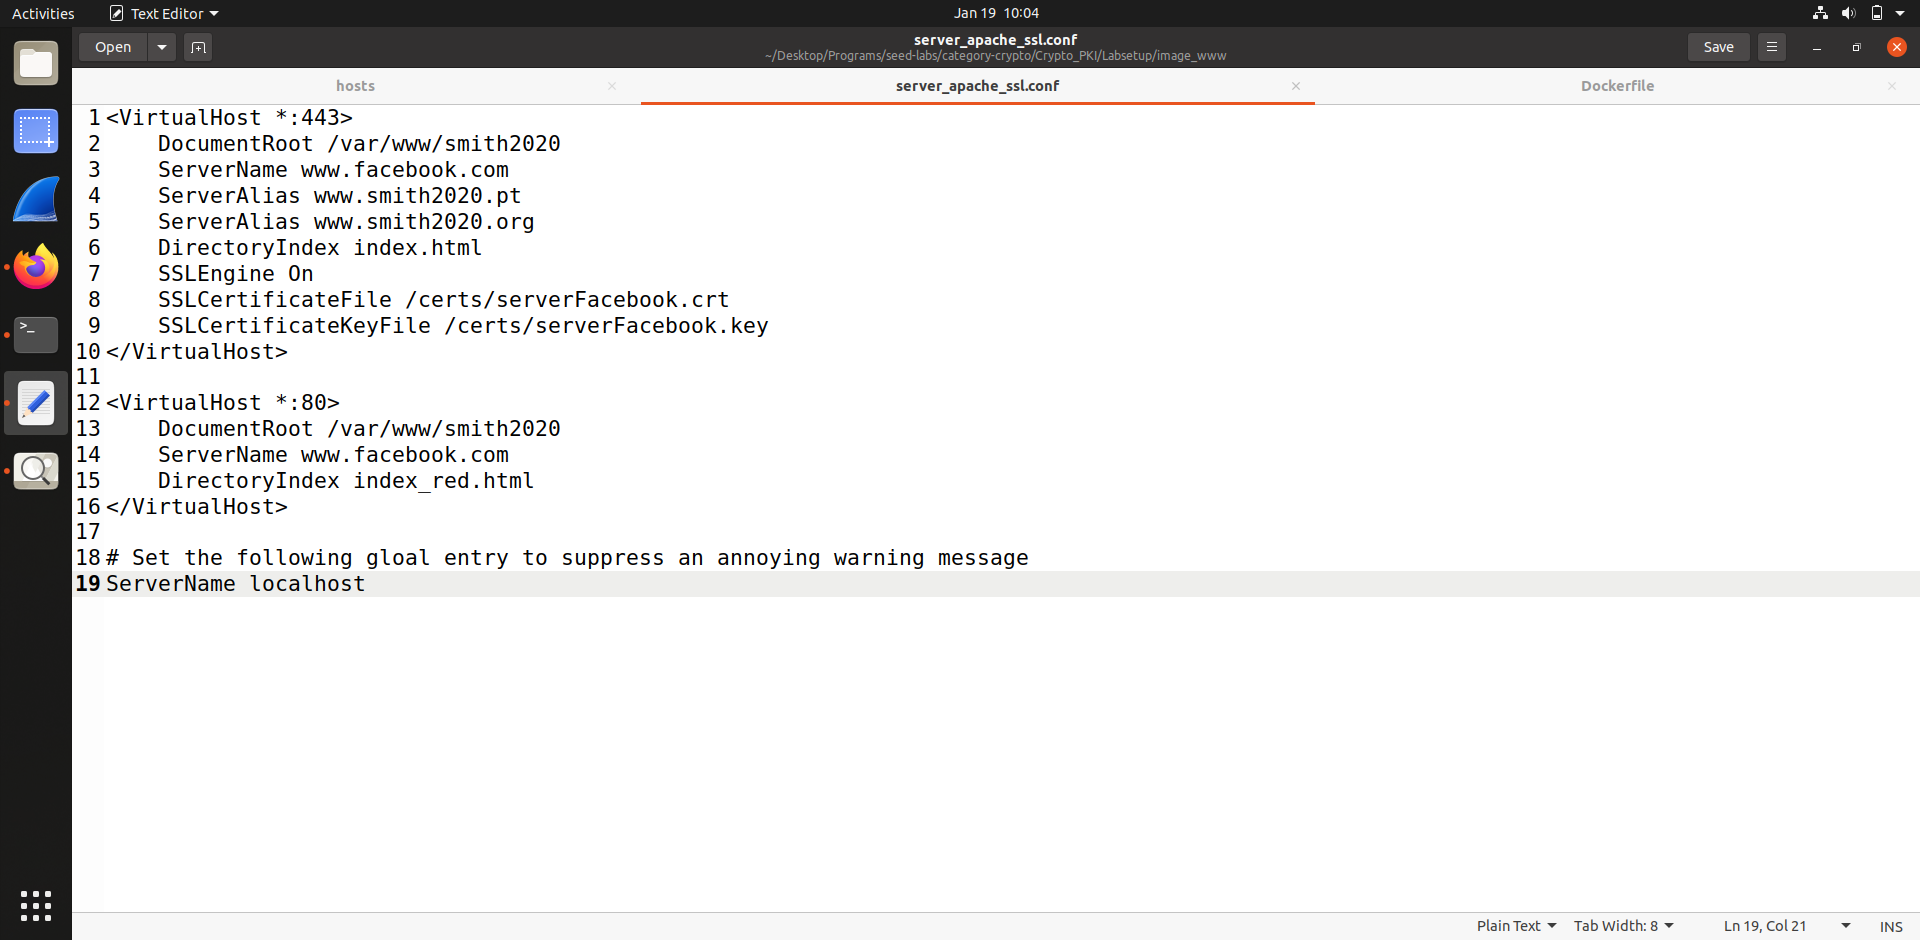 Activities Text Editor Jan 19 10:04
Open server_apache_ssl.conf Save
~/Desktop/Programs/seed-labs/category-crypto/Crypto_PKI/Labsetup/image_www
hosts server_apache_ssl.conf Dockerfile
1 <VirtualHost *:443>
2     DocumentRoot /var/www/smith2020
3     ServerName www.facebook.com
4     ServerAlias www.smith2020.pt
5     ServerAlias www.smith2020.org
6     DirectoryIndex index.html
7     SSLEngine On
8     SSLCertificateFile /certs/serverFacebook.crt
9     SSLCertificateKeyFile /certs/serverFacebook.key
10 </VirtualHost>
11
12 <VirtualHost *:80>
13     DocumentRoot /var/www/smith2020
14     ServerName www.facebook.com
15     DirectoryIndex index_red.html
16 </VirtualHost>
17
18 # Set the following gloal entry to suppress an annoying warning message
19 ServerName localhost
Plain Text Tab Width: 8 Ln 19, Col 21 INS